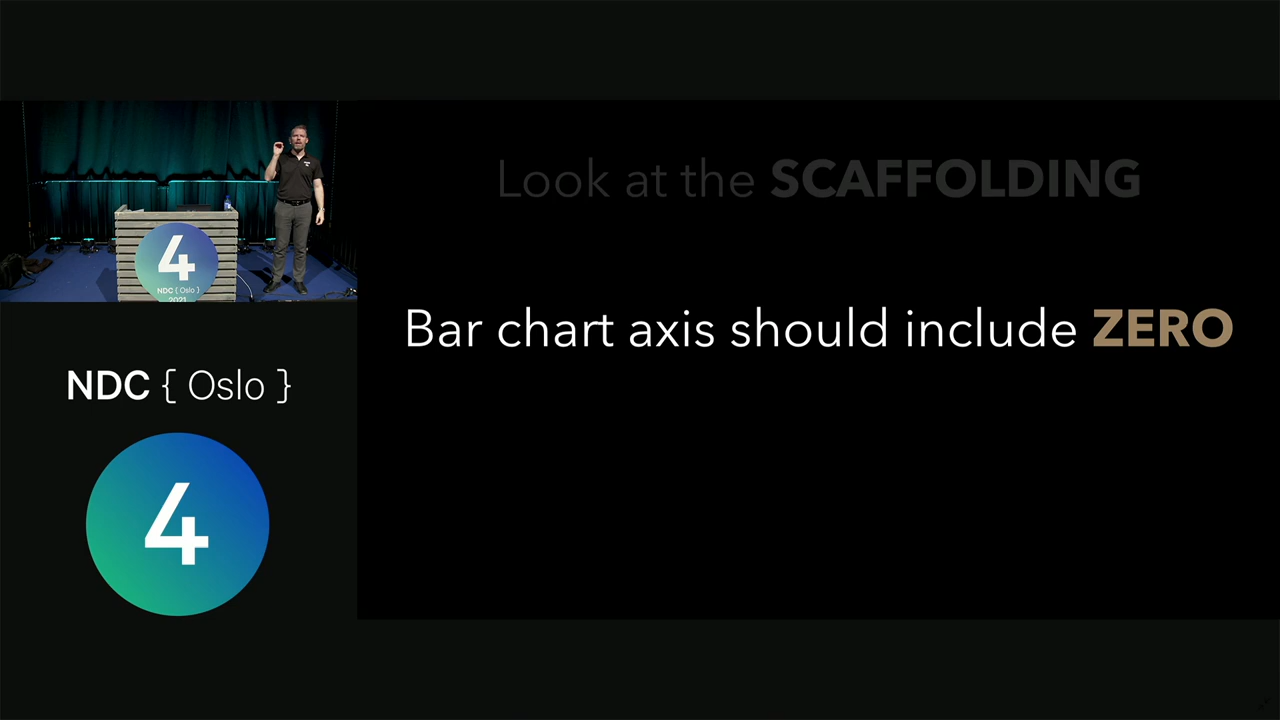 Look at the SCAFFOLDING
Bar chart axis should include ZERO
4
NDC { Oslo }
2021
NDC { Oslo }
4